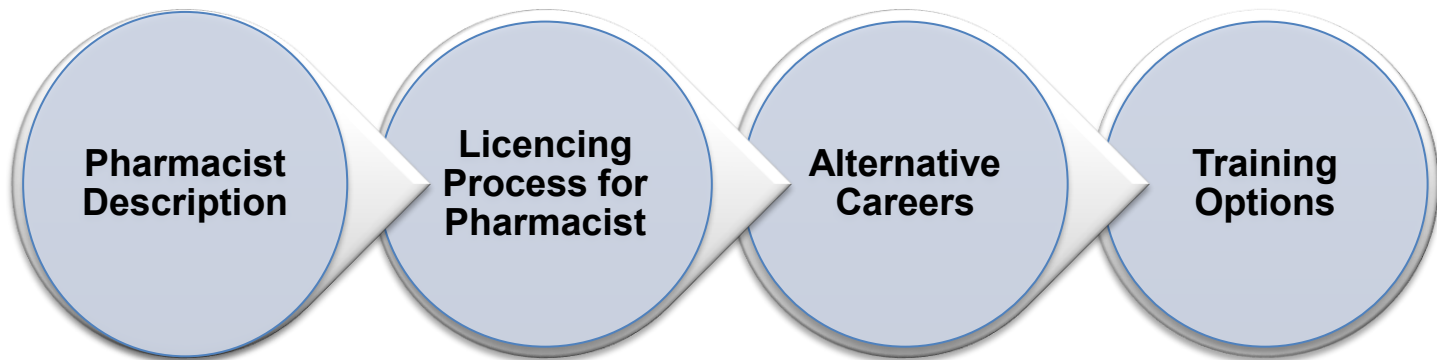 Pharmacist
Description
Licencing
Process for
Pharmacist
Alternative
Careers
Training
Options